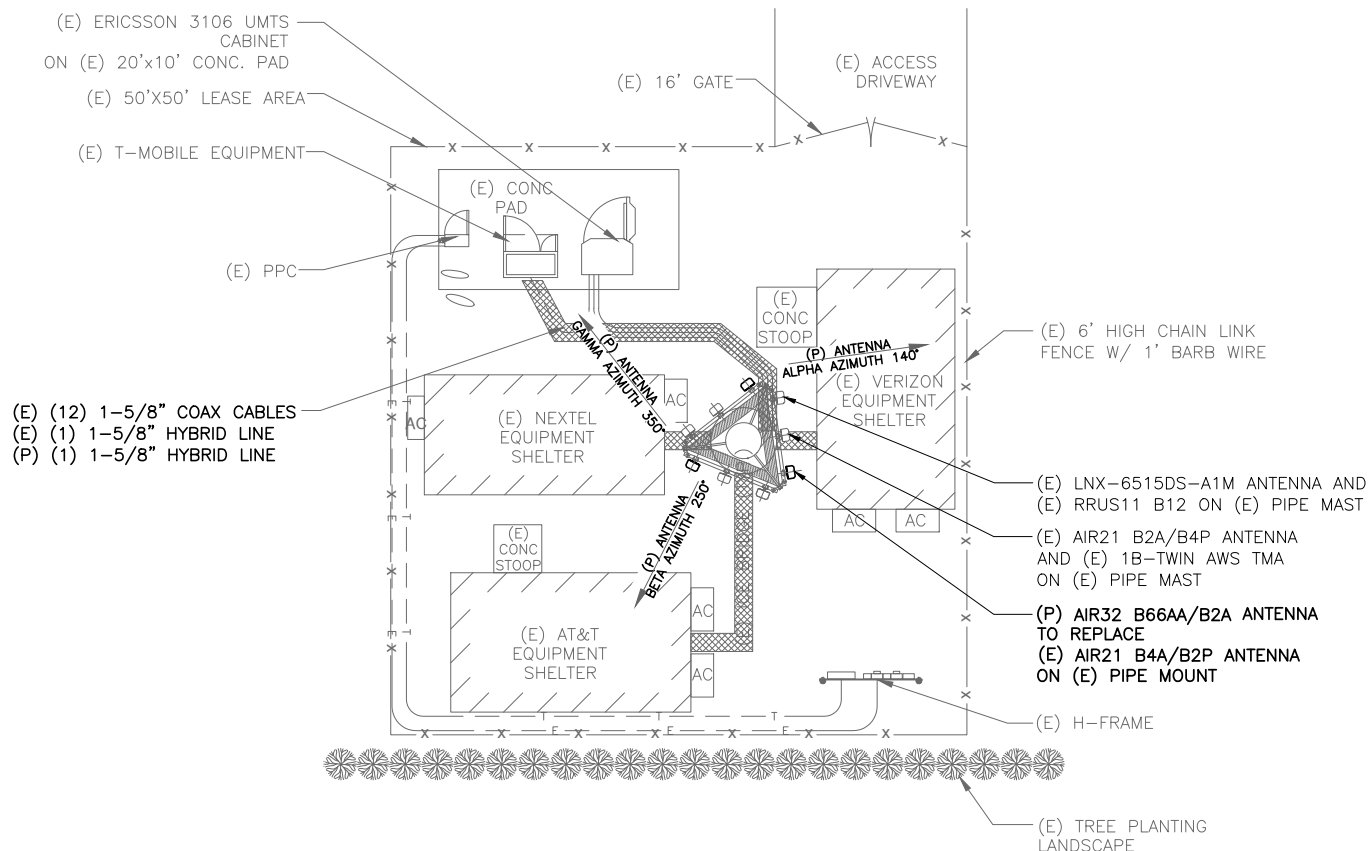 (E) ERICSSON 3106 UMTS
CABINET
ON (E) 20'x10' CONC. PAD
(E) 50'X50' LEASE AREA
(E) T-MOBILE EQUIPMENT
(E) PPC
(E) 16' GATE
(E) ACCESS
DRIVEWAY
(E) CONC
PAD
(E)
CONC
STOOP
(E) 6' HIGH CHAIN LINK
FENCE W/ 1' BARB WIRE
(P) ANTENNA
GAMMA AZIMUTH 350°
(P) ANTENNA
ALPHA AZIMUTH 140°
(E) VERIZON
EQUIPMENT
SHELTER
(E) (12) 1-5/8" COAX CABLES
(E) (1) 1-5/8" HYBRID LINE
(P) (1) 1-5/8" HYBRID LINE
AC
(E) NEXTEL
EQUIPMENT
SHELTER
AC
AC
AC
(E) LNX-6515DS-A1M ANTENNA AND
(E) RRUS11 B12 ON (E) PIPE MAST
(E) AIR21 B2A/B4P ANTENNA
AND (E) 1B-TWIN AWS TMA
ON (E) PIPE MAST
(P) ANTENNA
BETA AZIMUTH 250°
(E)
CONC
STOOP
(E) AT&T
EQUIPMENT
SHELTER
AC
AC
(P) AIR32 B66AA/B2A ANTENNA
TO REPLACE
(E) AIR21 B4A/B2P ANTENNA
ON (E) PIPE MOUNT
(E) H-FRAME
(E) TREE PLANTING
LANDSCAPE